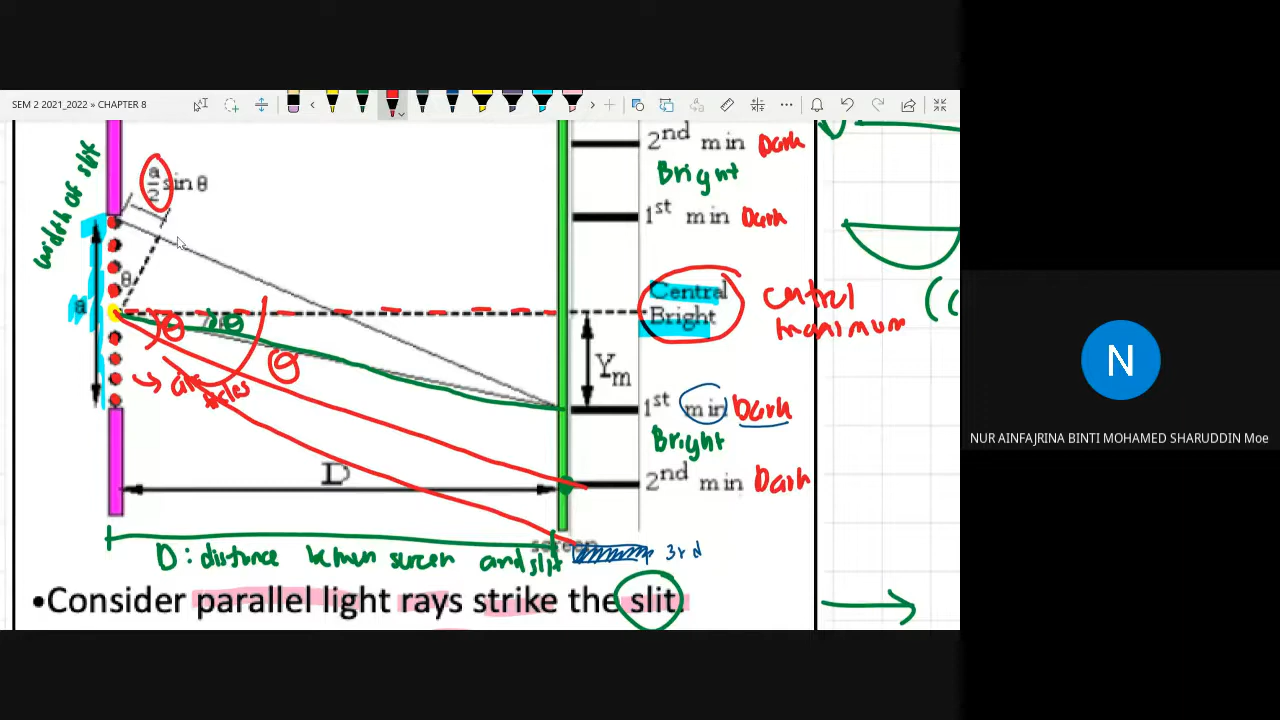 SEM 2 2021_2022 » CHAPTER 8
2nd min Dark
Bright
1st min Dark
width of slit
a/2 sin θ
θ
a
Central
Bright
central
maximum
((
θ
θ
Ym
1st min Dark
Bright
2nd min Dark
D
D: distance between screen and slit
screen
3rd
•Consider parallel light rays strike the slit.
N
NUR AINFAJRINA BINTI MOHAMED SHARUDDIN Moe